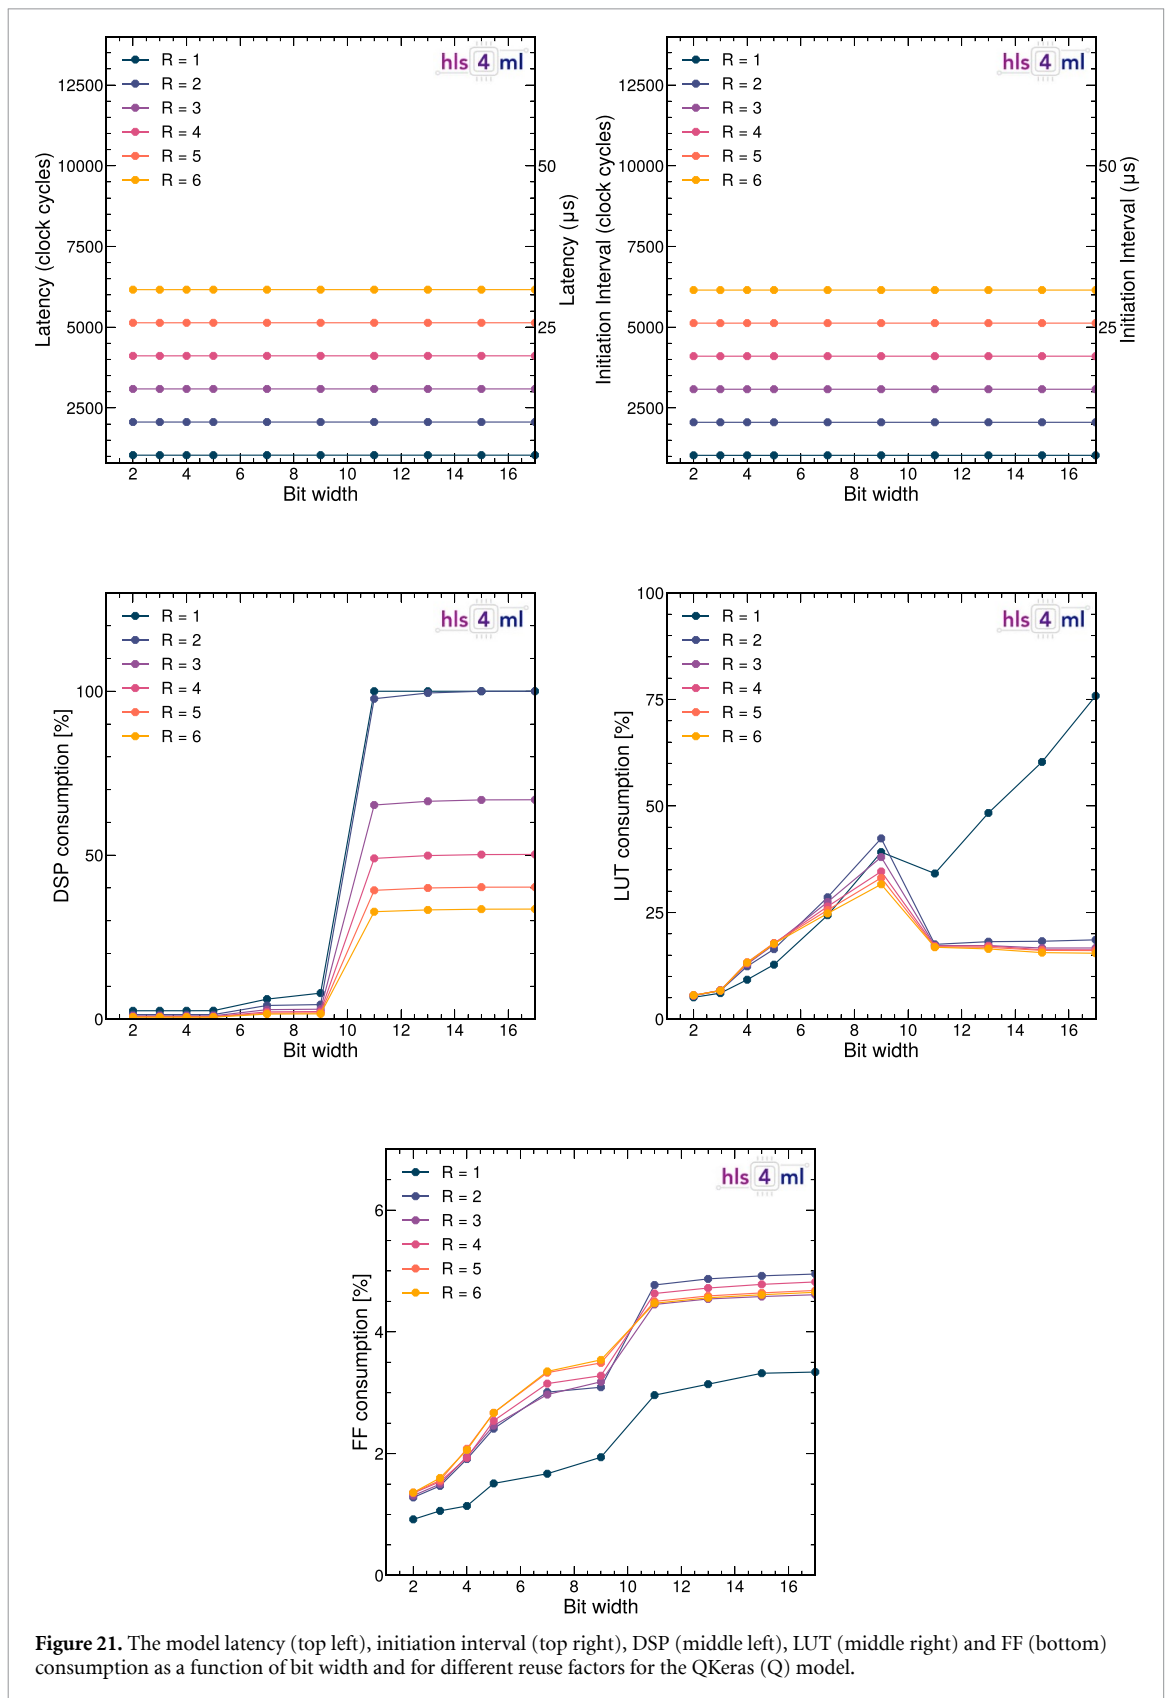 R = 1
R = 2
R = 3
R = 4
R = 5
R = 6
hls 4 ml
12500
10000
7500
5000
2500
50
25
2 4 6 8 10 12 14 16
Latency (clock cycles)
Latency (μs)
Bit width
R = 1
R = 2
R = 3
R = 4
R = 5
R = 6
hls 4 ml
12500
10000
7500
5000
2500
50
25
2 4 6 8 10 12 14 16
Initiation Interval (clock cycles)
Initiation Interval (μs)
Bit width
R = 1
R = 2
R = 3
R = 4
R = 5
R = 6
hls 4 ml
100
50
0
2 4 6 8 10 12 14 16
DSP consumption [%]
Bit width
R = 1
R = 2
R = 3
R = 4
R = 5
R = 6
hls 4 ml
100
75
50
25
0
2 4 6 8 10 12 14 16
LUT consumption [%]
Bit width
R = 1
R = 2
R = 3
R = 4
R = 5
R = 6
hls 4 ml
6
4
2
0
2 4 6 8 10 12 14 16
FF consumption [%]
Bit width
Figure 21. The model latency (top left), initiation interval (top right), DSP (middle left), LUT (middle right) and FF (bottom)
consumption as a function of bit width and for different reuse factors for the QKeras (Q) model.